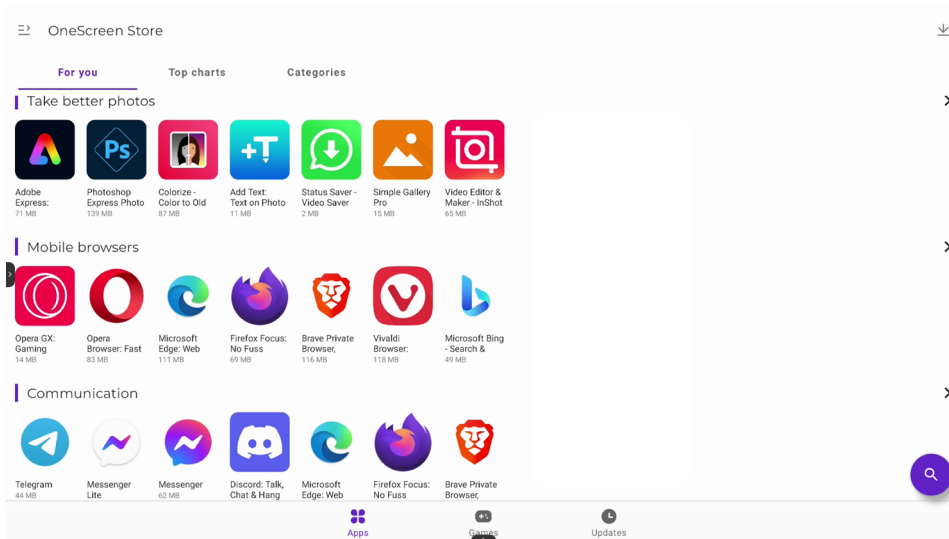 OneScreen Store
For you
Top charts
Categories
Take better photos
Ps
+T
Adobe
Express:
71 MB
Photoshop
Express Photo
139 MB
Colorize -
Color to Old
87 MB
Add Text:
Text on Photo
11 MB
Status Saver -
Video Saver
2 MB
Simple Gallery
Pro
15 MB
Video Editor &
Maker - InShot
65 MB
Mobile browsers
Opera GX:
Gaming
14 MB
Opera
Browser: Fast
83 MB
Microsoft
Edge: Web
111 MB
Firefox Focus:
No Fuss
69 MB
Brave Private
Browser,
116 MB
Vivaldi
Browser:
118 MB
Microsoft Bing
- Search &
49 MB
Communication
Telegram
44 MB
Messenger
Lite
Messenger
62 MB
Discord: Talk,
Chat & Hang
Microsoft
Edge: Web
Firefox Focus:
No Fuss
Brave Private
Browser,
Apps
Games
Updates